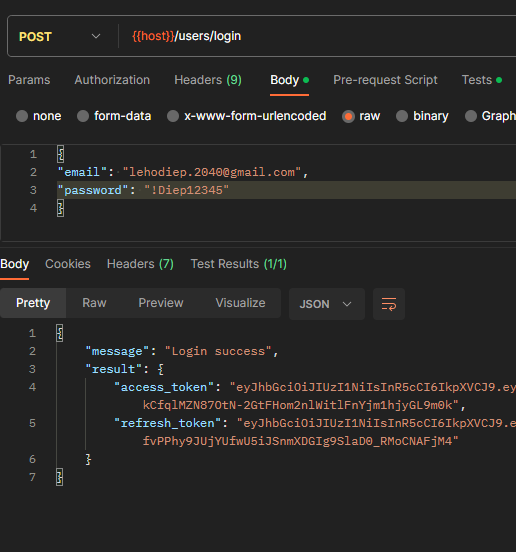 POST {{host}}/users/login
Params Authorization Headers (9) Body Pre-request Script Tests
none form-data x-www-form-urlencoded raw binary Graph
1 {
2 "email": "lehodiep.2040@gmail.com",
3 "password": "!Diep12345"
4 }
Body Cookies Headers (7) Test Results (1/1)
Pretty Raw Preview Visualize JSON
1 {
2 "message": "Login success",
3 "result": {
4 "access_token": "eyJhbGciOiJIUzI1NiIsInR5cCI6IkpXVCJ9.ey
kCfqlMZN87OtN-2GtFHom2nlWitlFnYjm1hjyGL9m0k",
5 "refresh_token": "eyJhbGciOiJIUzI1NiIsInR5cCI6IkpXVCJ9.e
fvPPhy9JUjYUfwU5iJSnmXDGIg9SlaD0_RMoCNAFjM4"
6 }
7 }